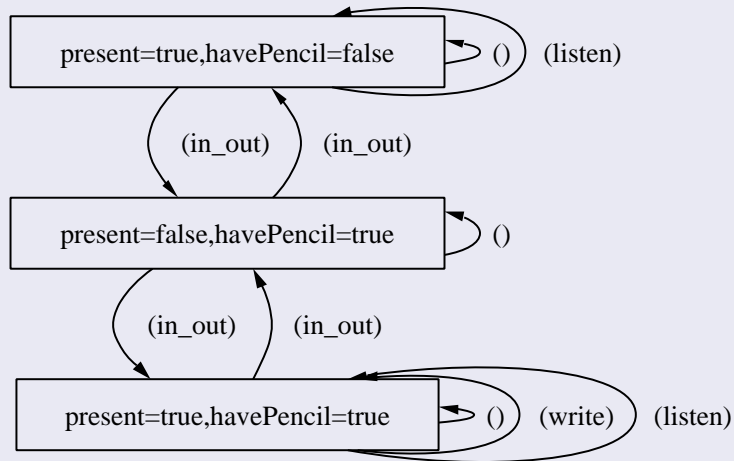 present=true,havePencil=false () (listen)
(in_out) (in_out)
present=false,havePencil=true ()
(in_out) (in_out)
present=true,havePencil=true () (write) (listen)